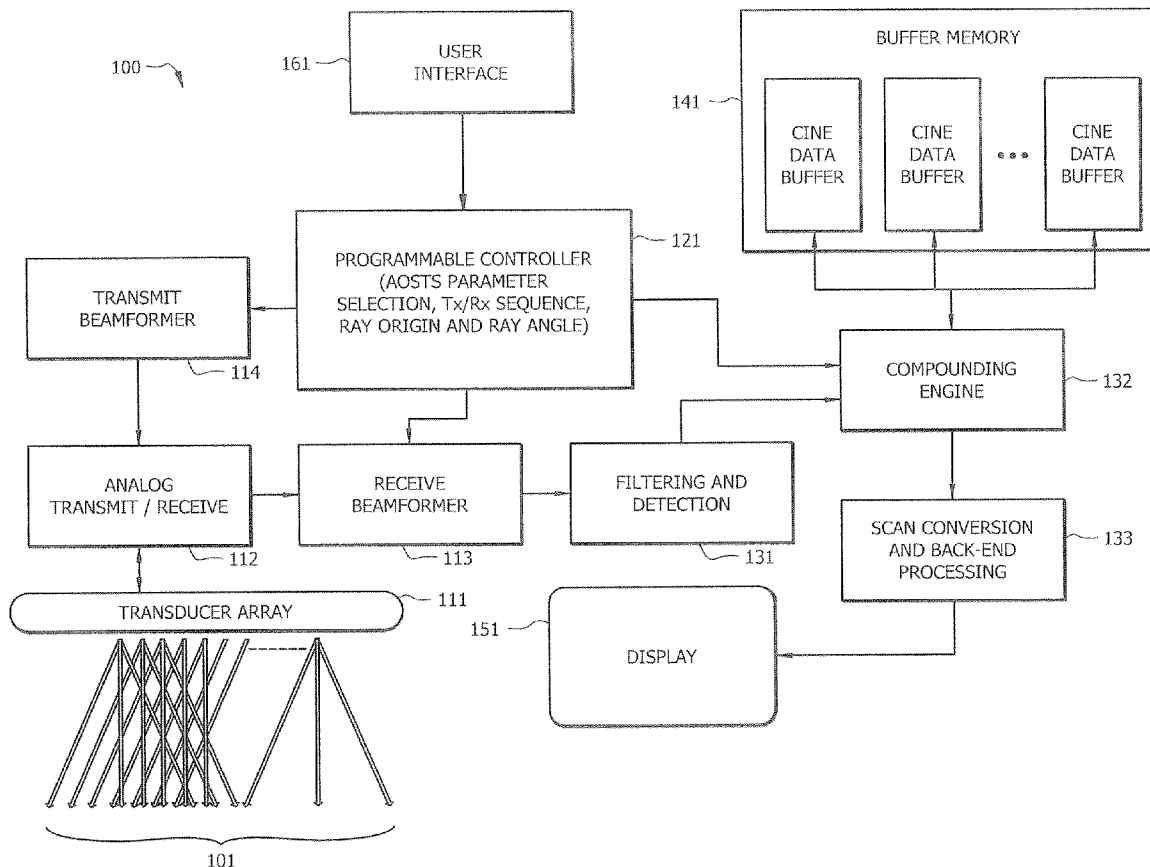 100
161
USER
INTERFACE
BUFFER MEMORY
141
CINE
DATA
BUFFER
CINE
DATA
BUFFER
•••
CINE
DATA
BUFFER
121
PROGRAMMABLE CONTROLLER
(AOSTS PARAMETER
SELECTION, Tx/Rx SEQUENCE,
RAY ORIGIN AND RAY ANGLE)
TRANSMIT
BEAMFORMER
114
COMPOUNDING
ENGINE
132
ANALOG
TRANSMIT / RECEIVE
112
RECEIVE
BEAMFORMER
113
FILTERING AND
DETECTION
131
SCAN CONVERSION
AND BACK-END
PROCESSING
133
TRANSDUCER ARRAY
111
151
DISPLAY
101